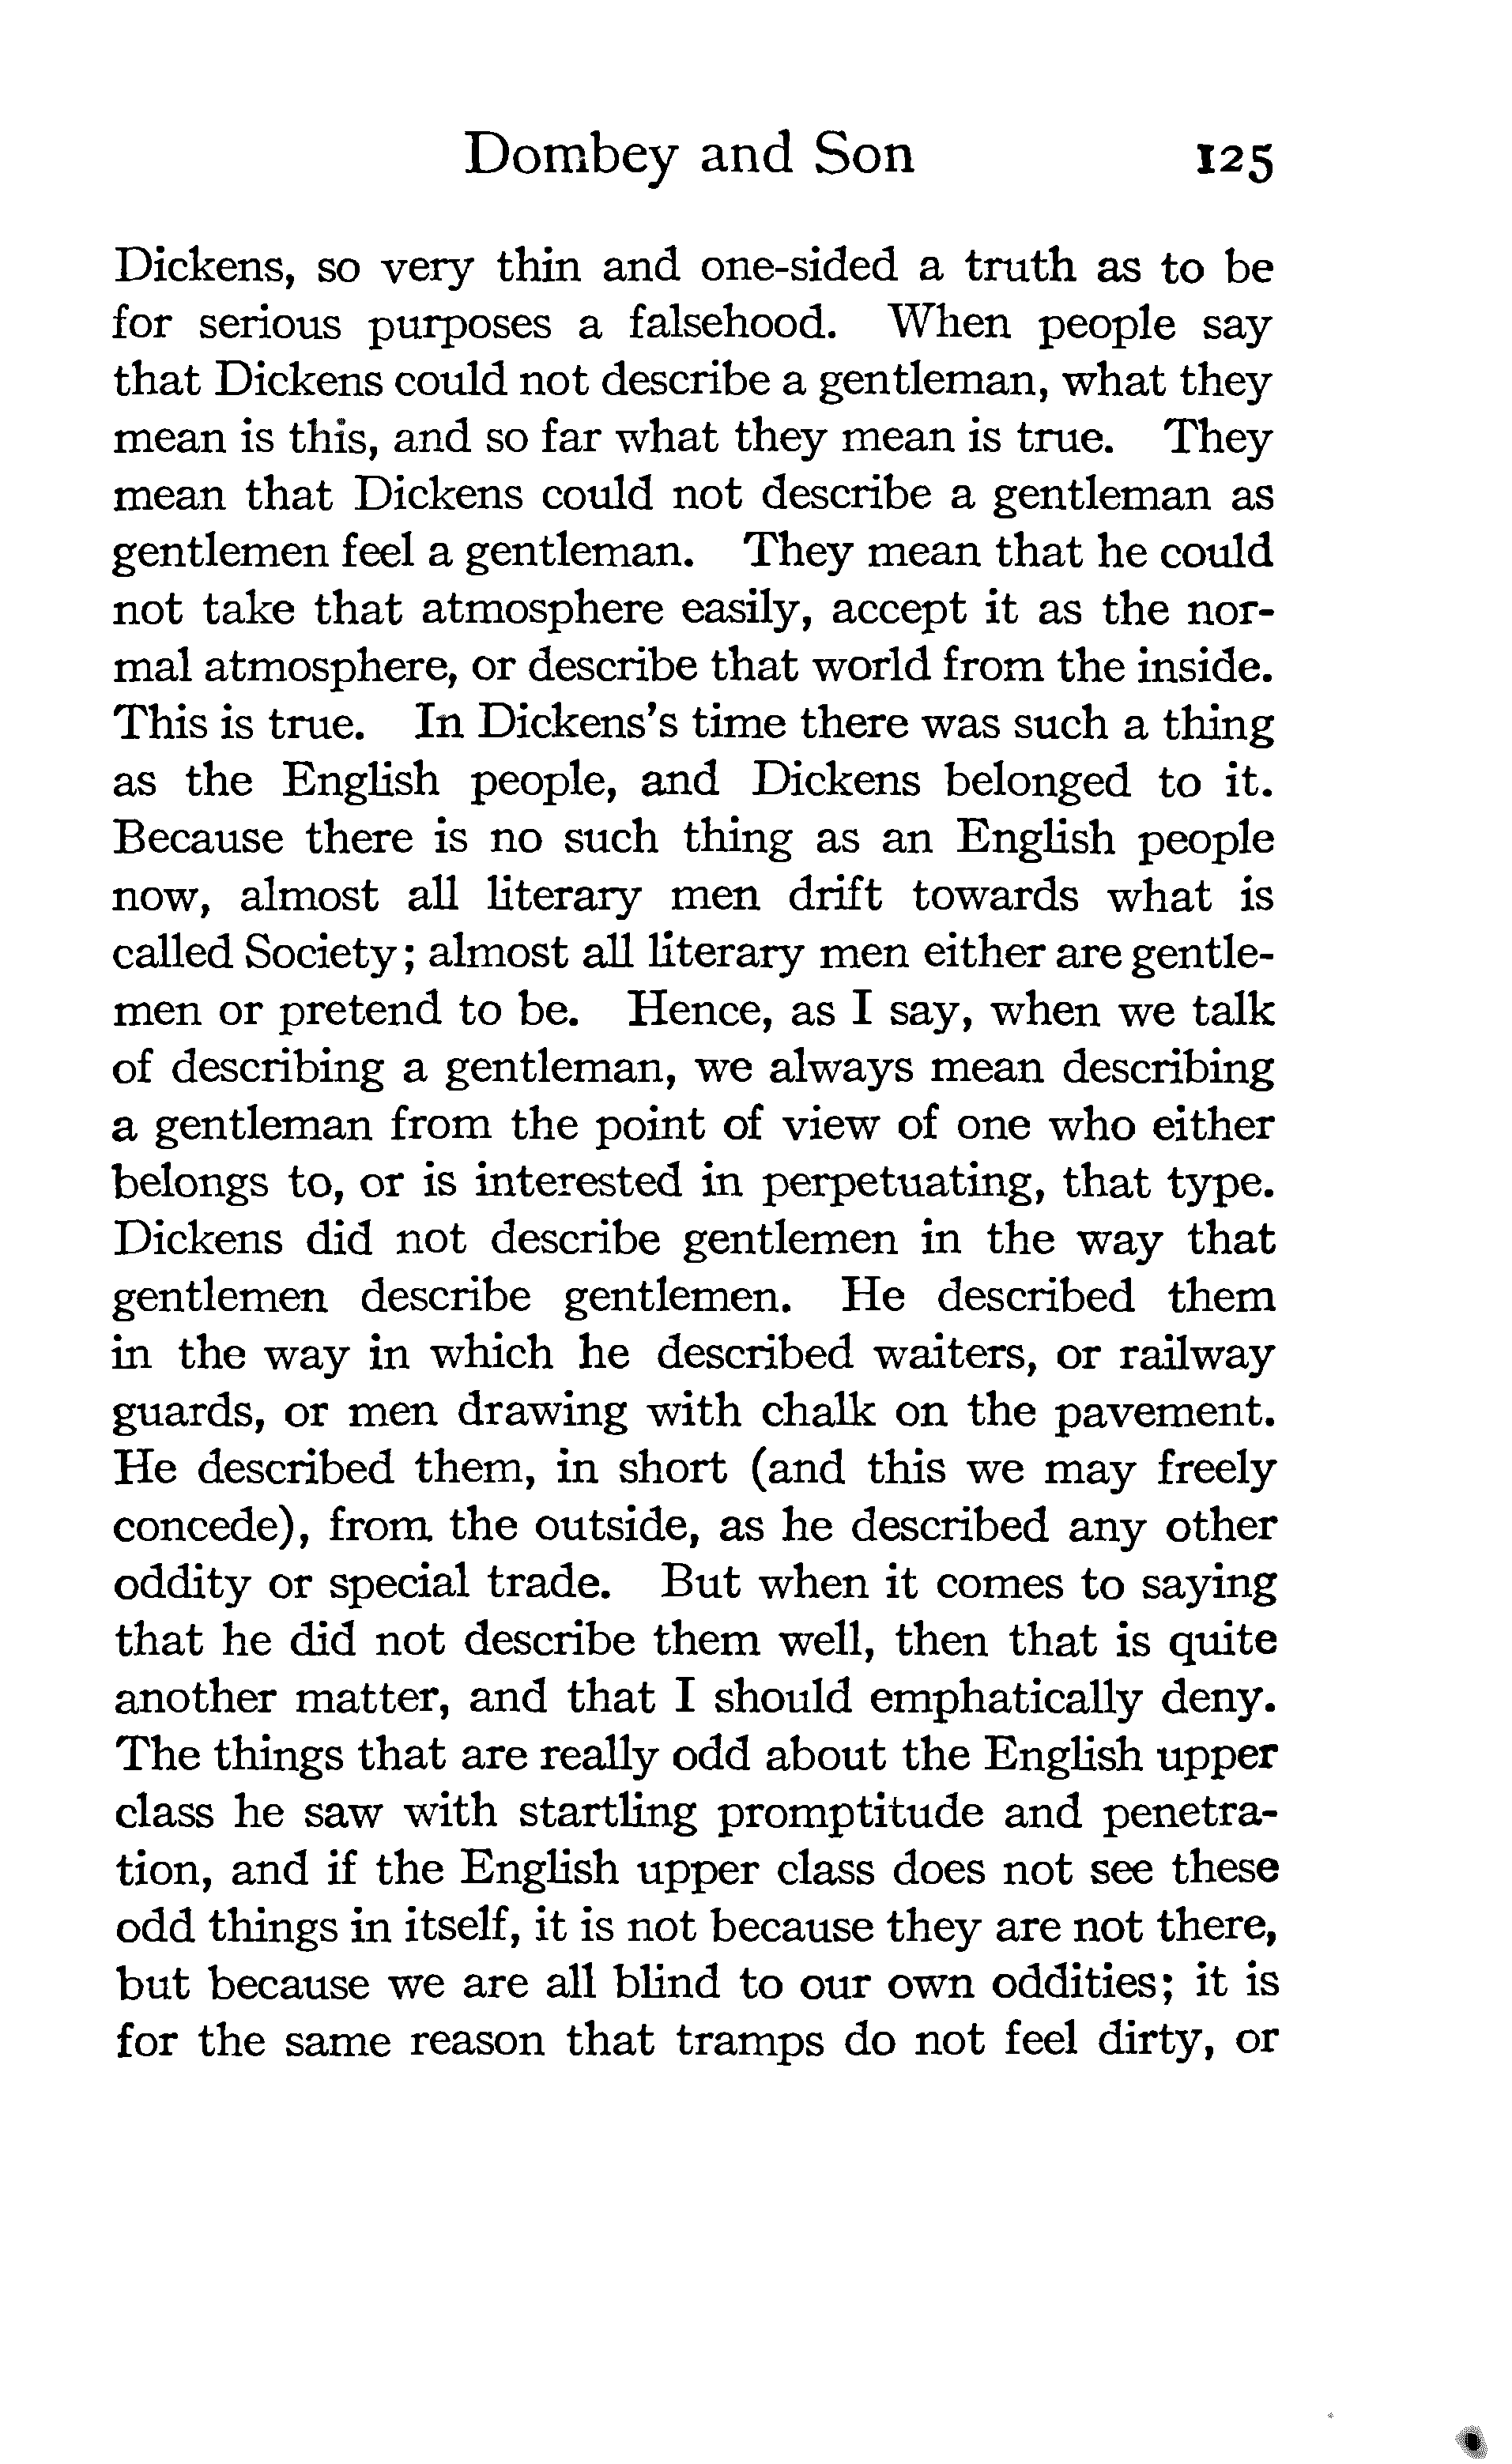 Dombey and Son 125
Dickens, so very thin and one-sided a truth as to be
for serious purposes a falsehood. When people say
that Dickens could not describe a gentleman, what they
mean is this, and so far what they mean is true. They
mean that Dickens could not describe a gentleman as
gentlemen feel a gentleman. They mean that he could
not take that atmosphere easily, accept it as the nor-
mal atmosphere, or describe that world from the inside.
This is true. In Dickens's time there was such a thing
as the English people, and Dickens belonged to it.
Because there is no such thing as an English people
now, almost all literary men drift towards what is
called Society; almost all literary men either are gentle-
men or pretend to be. Hence, as I say, when we talk
of describing a gentleman, we always mean describing
a gentleman from the point of view of one who either
belongs to, or is interested in perpetuating, that type.
Dickens did not describe gentlemen in the way that
gentlemen describe gentlemen. He described them
in the way in which he described waiters, or railway
guards, or men drawing with chalk on the pavement.
He described them, in short (and this we may freely
concede), from the outside, as he described any other
oddity or special trade. But when it comes to saying
that he did not describe them well, then that is quite
another matter, and that I should emphatically deny.
The things that are really odd about the English upper
class he saw with startling promptitude and penetra-
tion, and if the English upper class does not see these
odd things in itself, it is not because they are not there,
but because we are all blind to our own oddities; it is
for the same reason that tramps do not feel dirty, or